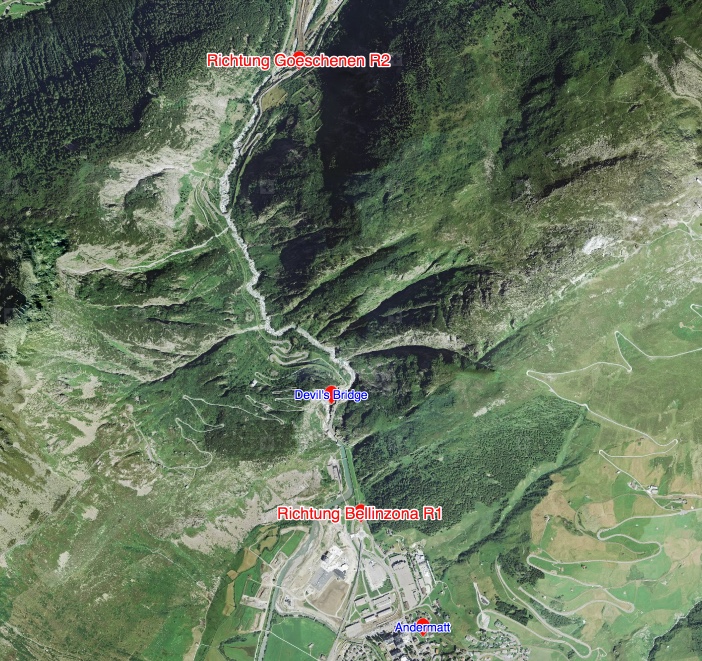 Richtung Goeschenen R2
Devil's Bridge
Richtung Bellinzona R1
Andermatt